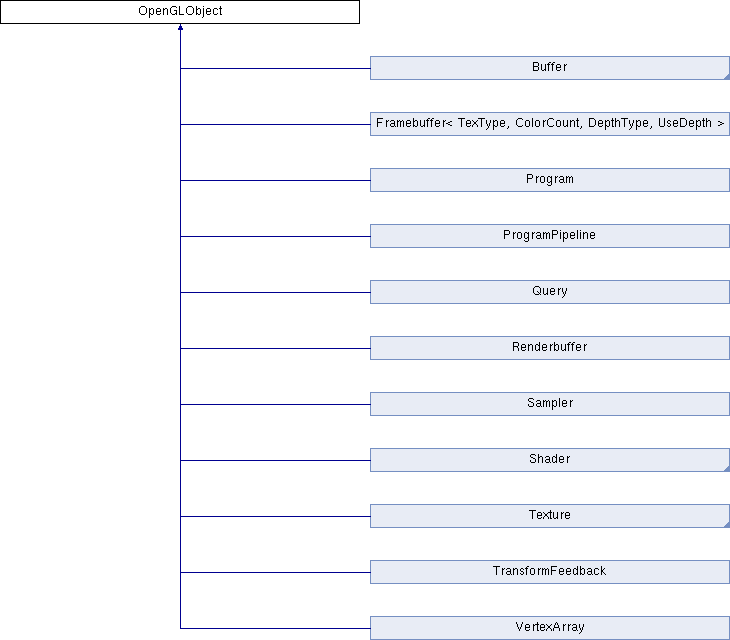 OpenGLObject
Buffer
Framebuffer< TexType, ColorCount, DepthType, UseDepth >
Program
ProgramPipeline
Query
Renderbuffer
Sampler
Shader
Texture
TransformFeedback
VertexArray